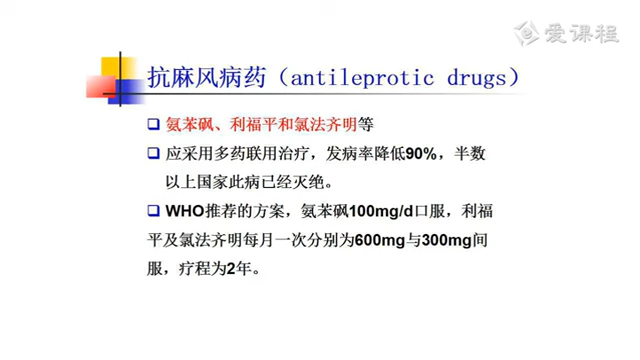 爱课程
抗麻风病药（antileprotic drugs）
氨苯砜、利福平和氯法齐明等
应采用多药联用治疗，发病率降低90%，半数
以上国家此病已经灭绝。
WHO推荐的方案，氨苯砜100mg/d口服，利福
平及氯法齐明每月一次分别为600mg与300mg间
服，疗程为2年。